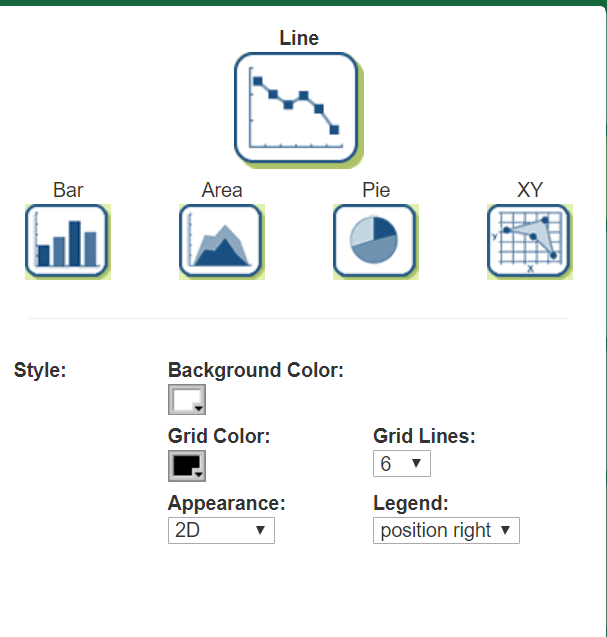 Line
Bar Area Pie XY
Y
X
Style: Background Color:
Grid Color: Grid Lines:
6
Appearance: Legend:
2D position right